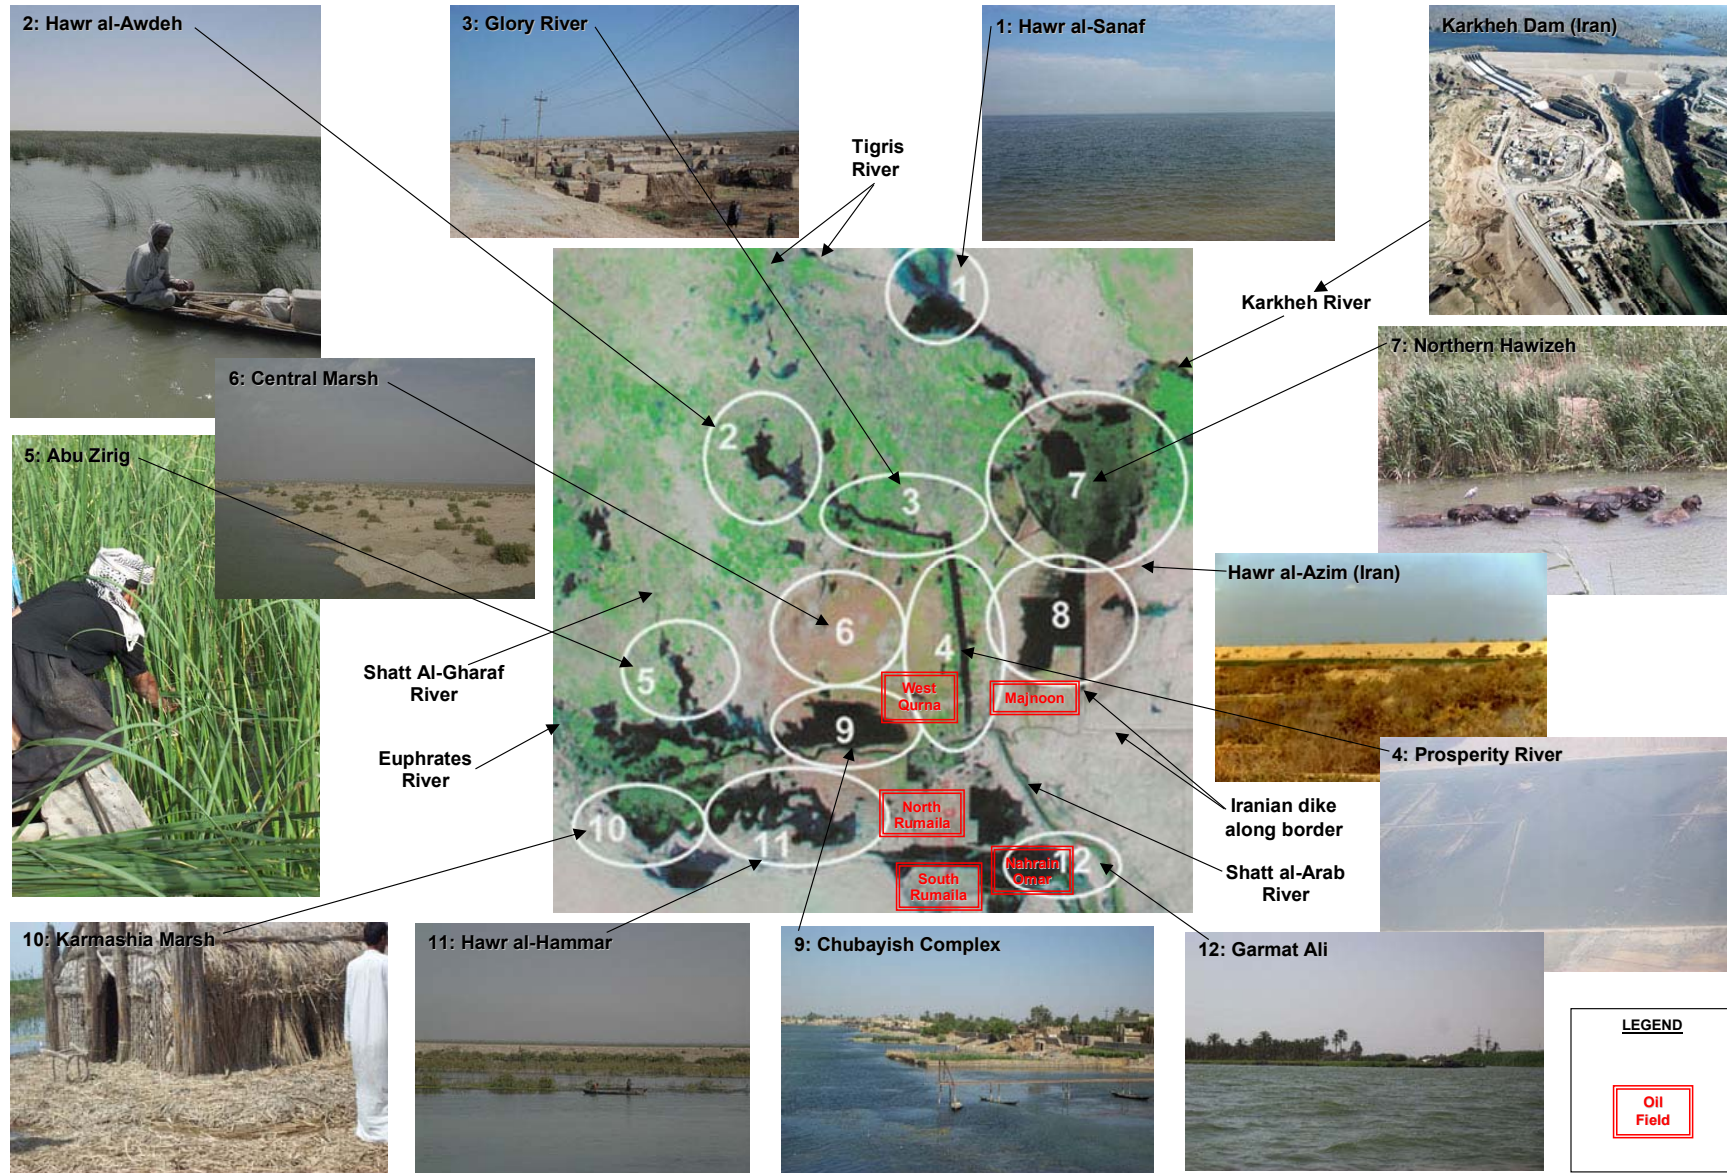 2: Hawr al-Awdeh
3: Glory River
1: Hawr al-Sanaf
Karkheh Dam (Iran)
Tigris
River
Karkheh River
7: Northern Hawizeh
6: Central Marsh
5: Abu Zirig
Hawr al-Azim (Iran)
Shatt Al-Gharaf
River
Euphrates
River
4: Prosperity River
Iranian dike
along border
Shatt al-Arab
River
1
2
3
7
6
4
8
5
9
10
11
12
West
Qurna
Majnoon
North
Rumaila
South
Rumaila
Nahrain
Omar
10: Karmashia Marsh
11: Hawr al-Hammar
9: Chubayish Complex
12: Garmat Ali
LEGEND
Oil
Field